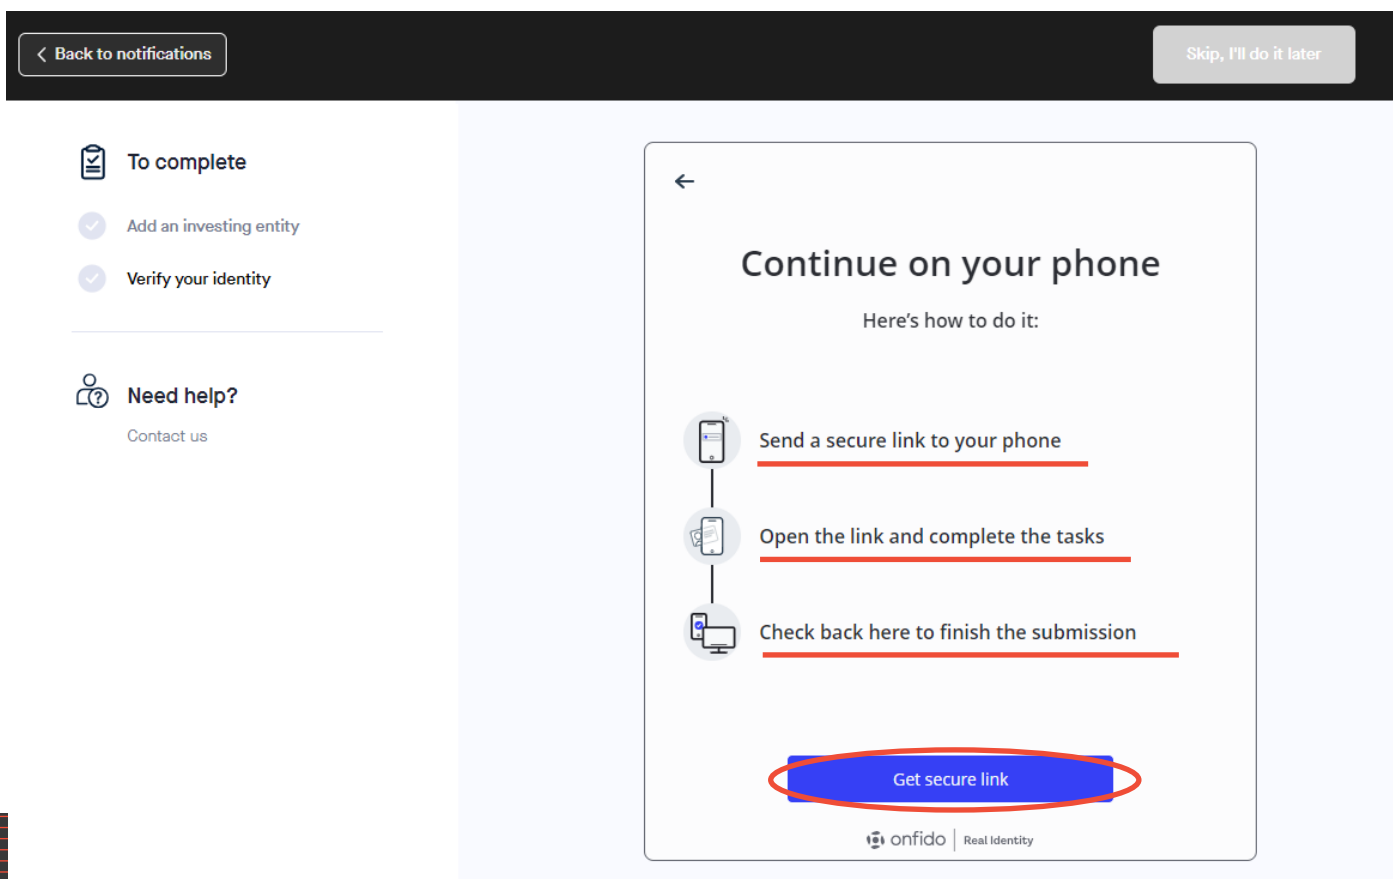 Back to notifications
Skip, I'll do it later
To complete
Add an investing entity
Verify your identity
Need help?
Contact us
Continue on your phone
Here's how to do it:
Send a secure link to your phone
Open the link and complete the tasks
Check back here to finish the submission
Get secure link
onfido | Real Identity